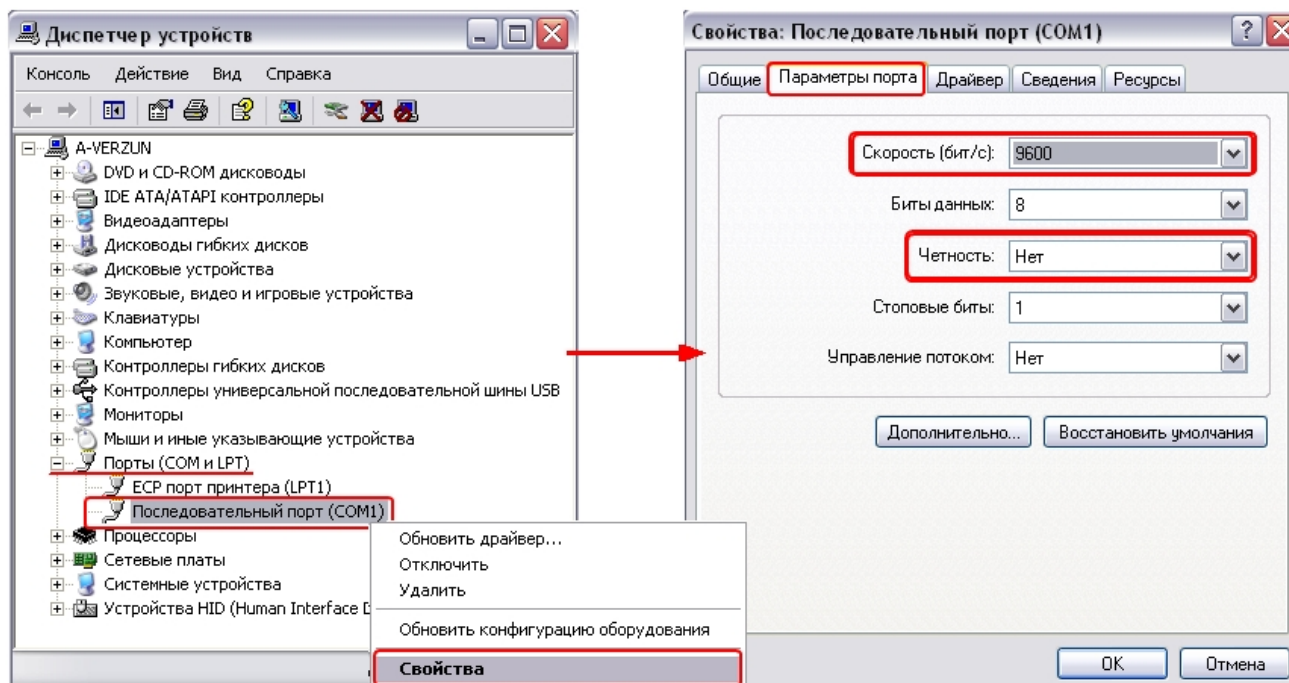 Диспетчер устройств
Консоль Действие Вид Справка
A-VERZUN
DVD и CD-ROM дисководы
IDE ATA/ATAPI контроллеры
Видеоадаптеры
Дисководы гибких дисков
Дисковые устройства
Звуковые, видео и игровые устройства
Клавиатуры
Компьютер
Контроллеры гибких дисков
Контроллеры универсальной последовательной шины USB
Мониторы
Мыши и иные указывающие устройства
Порты (COM и LPT)
ECP порт принтера (LPT1)
Последовательный порт (COM1)
Процессоры
Сетевые платы
Системные устройства
Устройства HID (Human Interface D
Обновить драйвер...
Отключить
Удалить
Обновить конфигурацию оборудования
Свойства
Свойства: Последовательный порт (COM1)
Общие Параметры порта Драйвер Сведения Ресурсы
Скорость (бит/с): 9600
Биты данных: 8
Четность: Нет
Стоповые биты: 1
Управление потоком: Нет
Дополнительно... Восстановить умолчания
OK Отмена